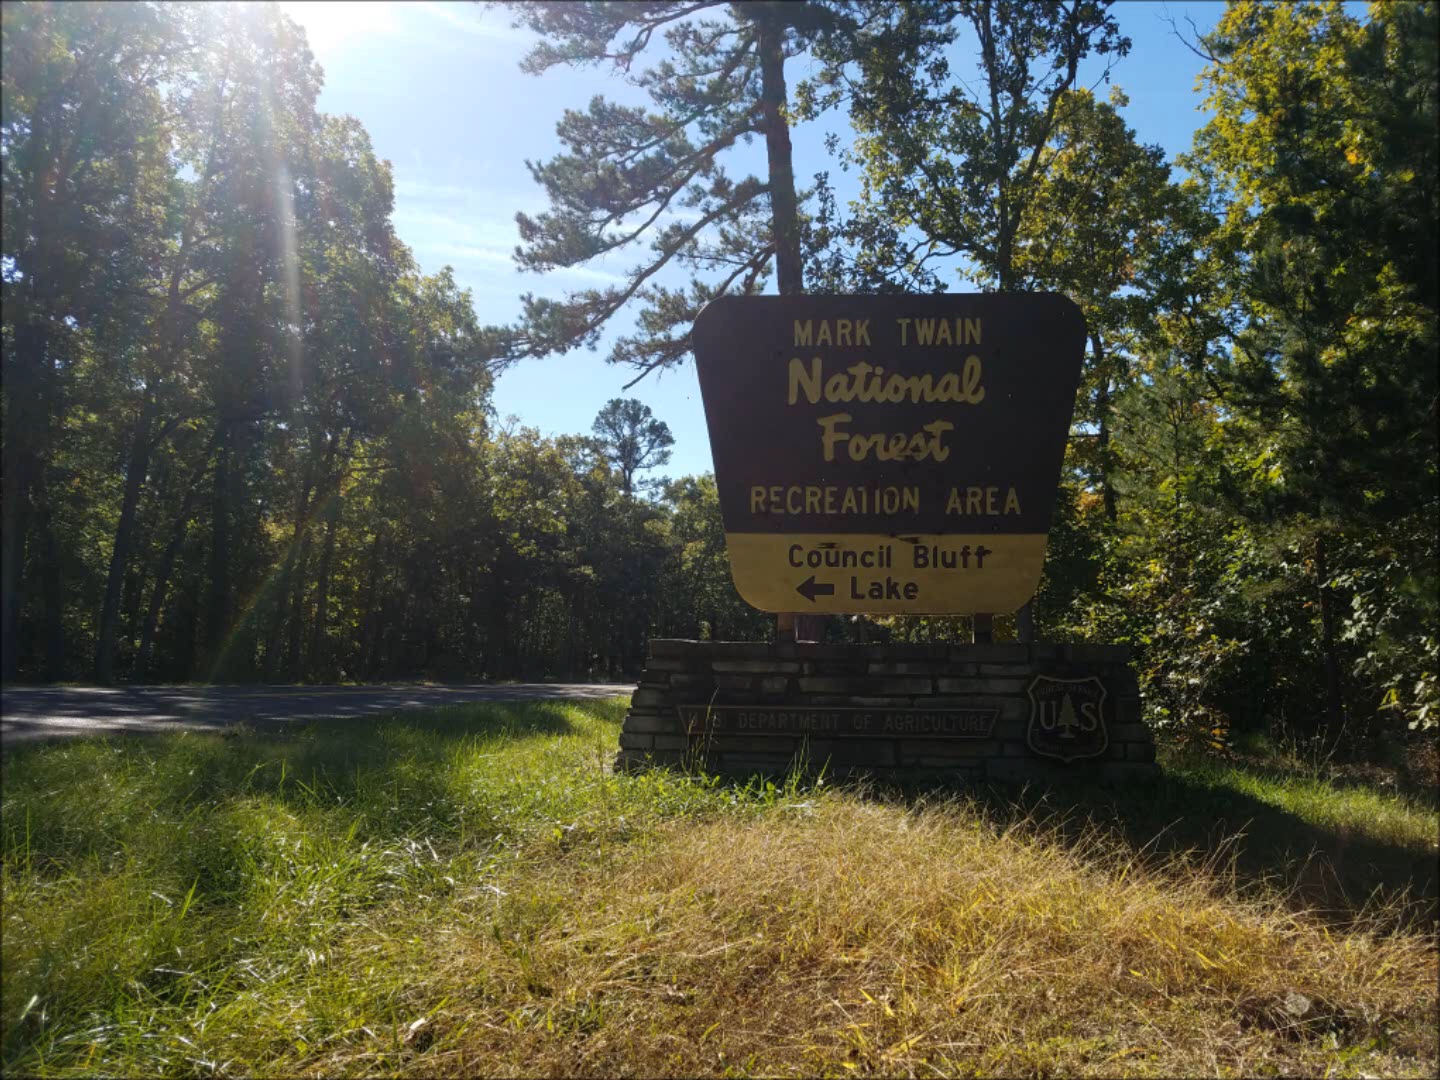 MARK TWAIN
National
Forest
RECREATION AREA
Council Bluff
← Lake
U.S. DEPARTMENT OF AGRICULTURE
US